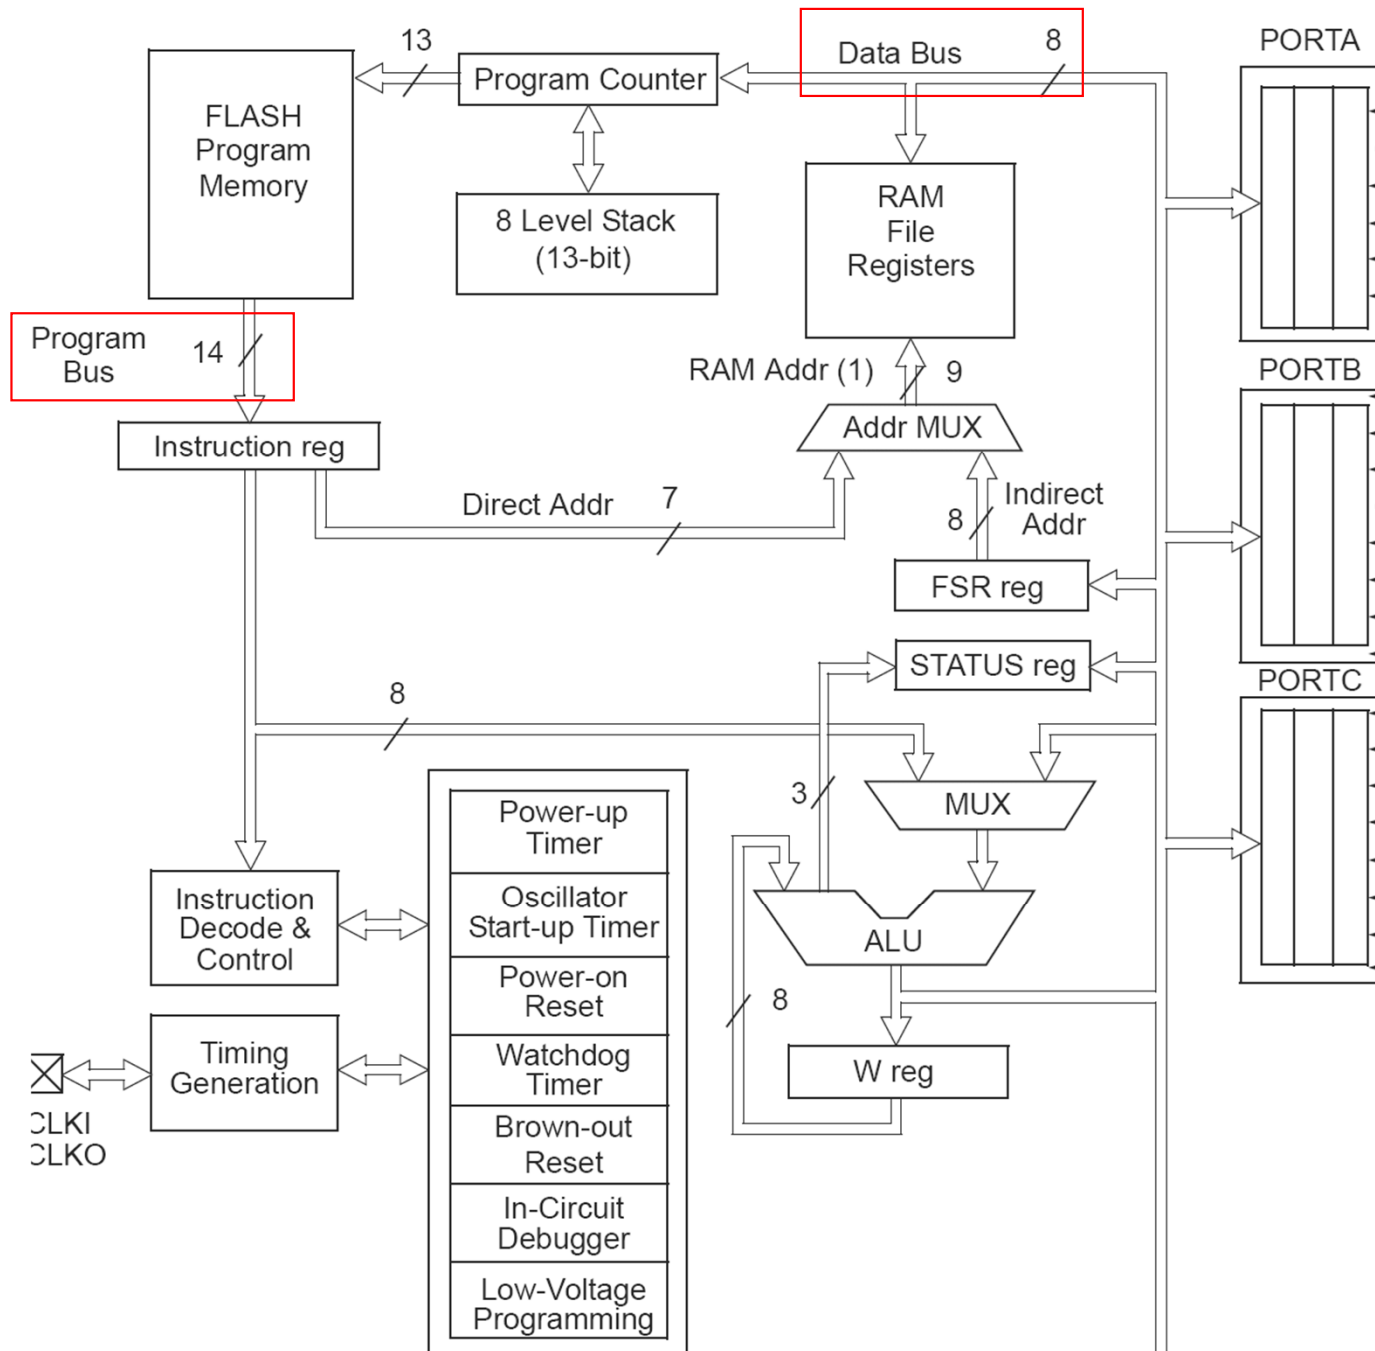 13
Data Bus
8
PORTA
Program Counter
FLASH
Program
Memory
8 Level Stack
(13-bit)
RAM
File
Registers
Program
Bus
14
RAM Addr (1)
9
PORTB
Instruction reg
Addr MUX
Direct Addr
7
8
Indirect
Addr
FSR reg
STATUS reg
PORTC
8
3
MUX
Power-up
Timer
Instruction
Decode &
Control
Oscillator
Start-up Timer
ALU
Power-on
Reset
8
Timing
Generation
Watchdog
Timer
W reg
CLKI
CLKO
Brown-out
Reset
In-Circuit
Debugger
Low-Voltage
Programming